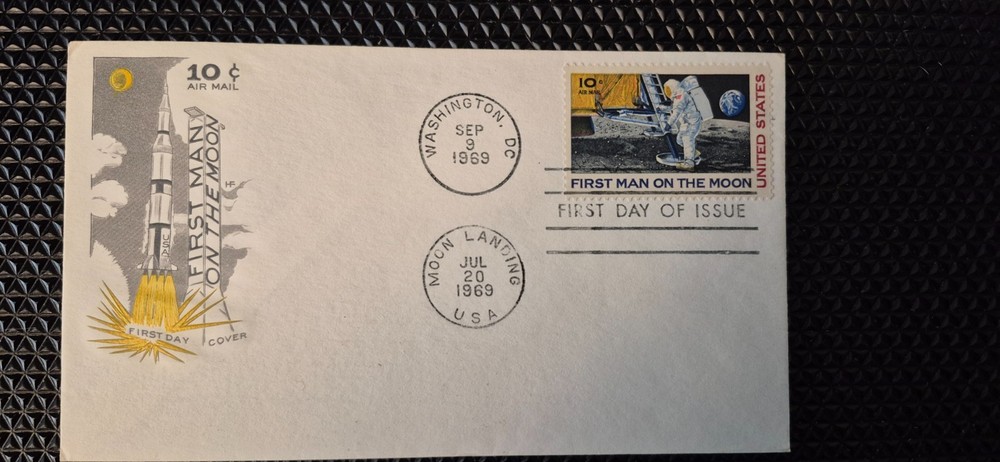 10 ¢
AIR MAIL
FIRST MAN
ON THE MOON
HF
USA
FIRST DAY
COVER
WASHINGTON, DC
SEP
9
1969
MOON LANDING
JUL
20
1969
USA
10¢
AIR MAIL
UNITED STATES
FIRST MAN ON THE MOON
FIRST DAY OF ISSUE